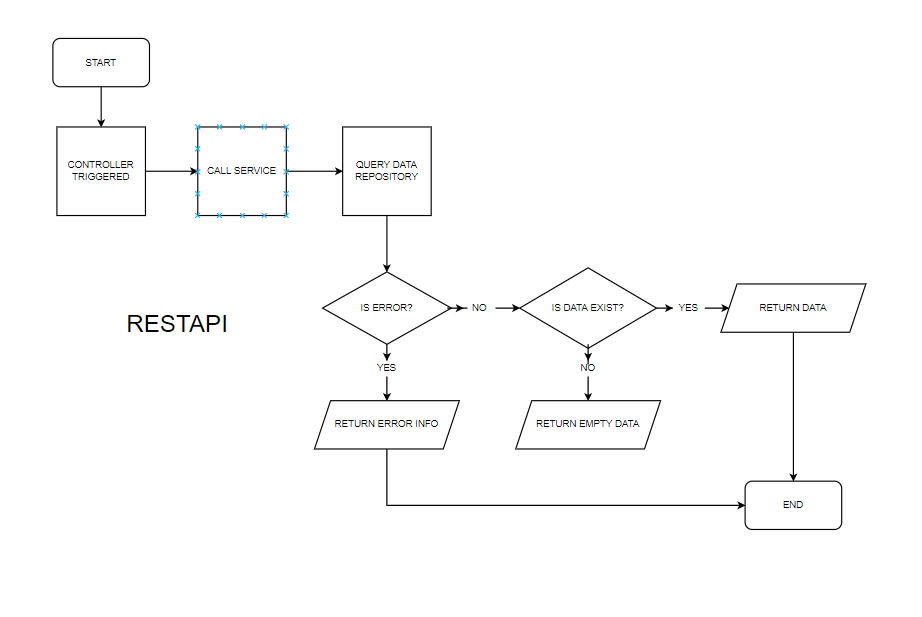 START
CONTROLLER
TRIGGERED
CALL SERVICE
QUERY DATA
REPOSITORY
IS ERROR?
NO
IS DATA EXIST?
YES
RETURN DATA
RESTAPI
YES
NO
RETURN ERROR INFO
RETURN EMPTY DATA
END